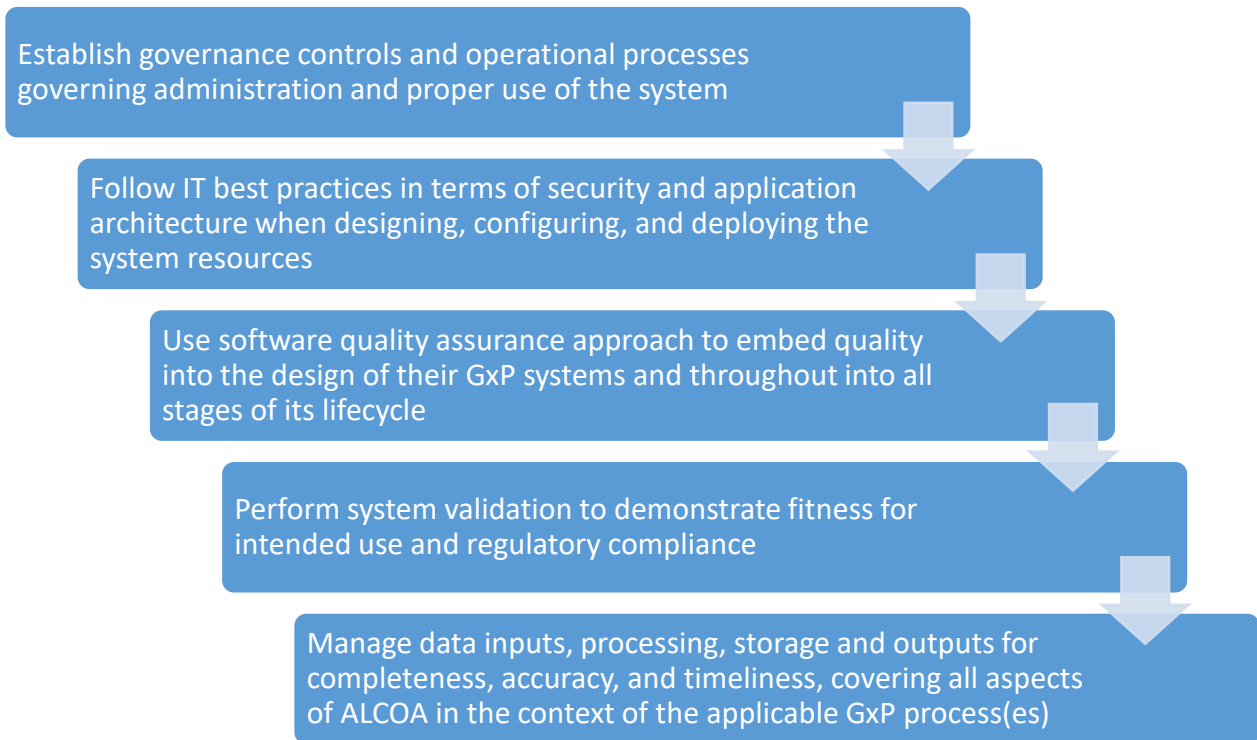 Establish governance controls and operational processes
governing administration and proper use of the system
Follow IT best practices in terms of security and application
architecture when designing, configuring, and deploying the
system resources
Use software quality assurance approach to embed quality
into the design of their GxP systems and throughout into all
stages of its lifecycle
Perform system validation to demonstrate fitness for
intended use and regulatory compliance
Manage data inputs, processing, storage and outputs for
completeness, accuracy, and timeliness, covering all aspects
of ALCOA in the context of the applicable GxP process(es)